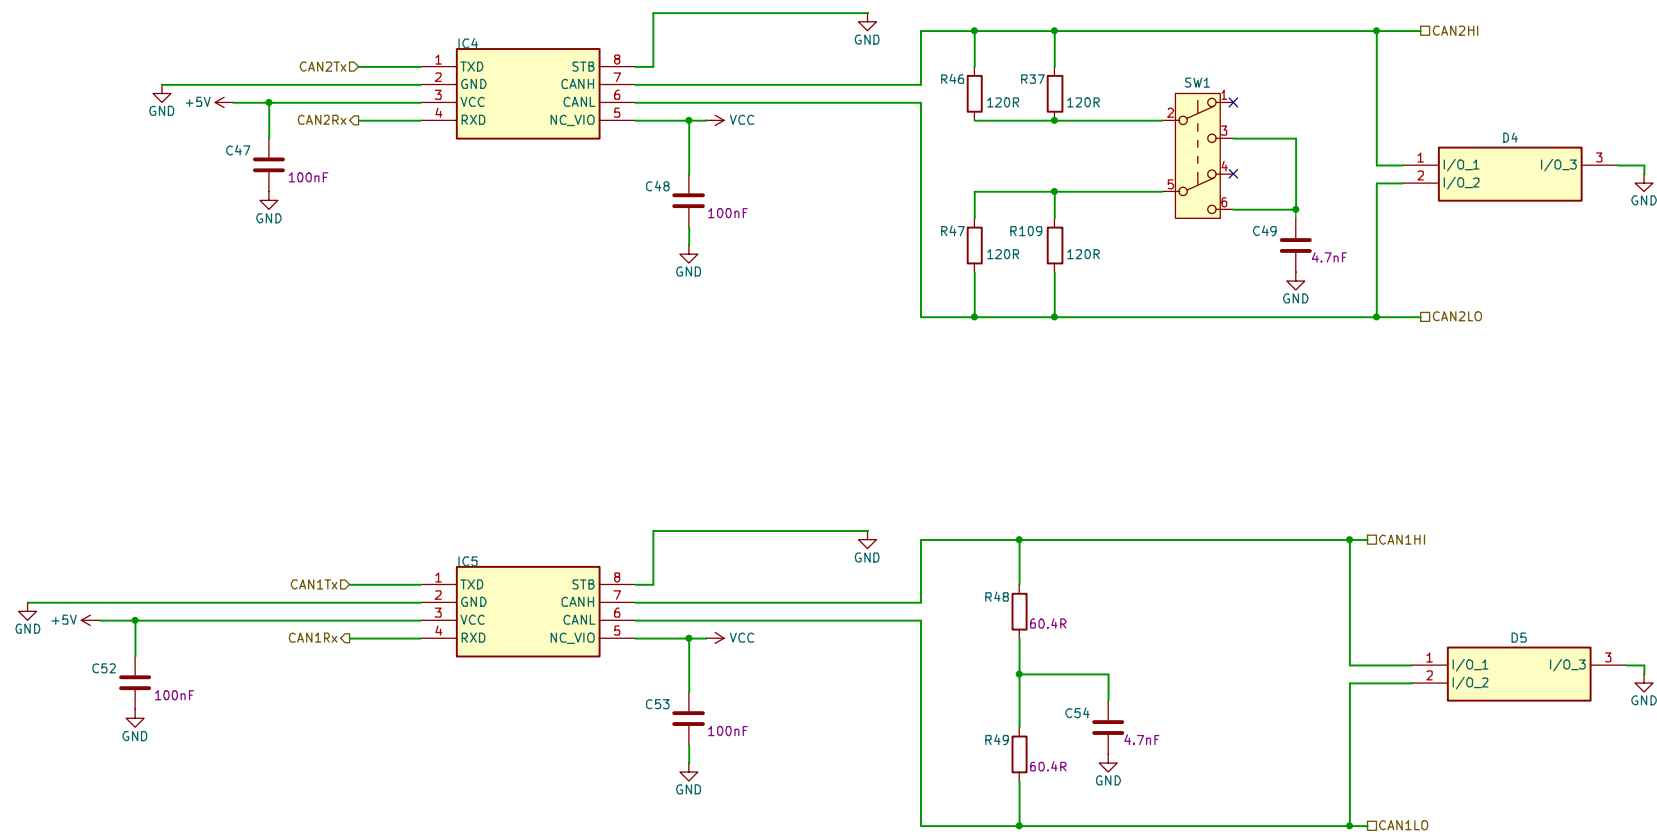 GND
CAN2HI
IC4
CAN2Tx
1
TXD
STB
8
2
GND
CANH
7
GND
+5V
3
VCC
CANL
6
CAN2Rx
4
RXD
NC_VIO
5
VCC
C47
100nF
GND
C48
100nF
GND
R46
120R
R37
120R
SW1
1
2
3
4
5
6
R47
120R
R109
120R
C49
4.7nF
GND
D4
1
I/O_1
I/O_3
3
2
I/O_2
GND
CAN2LO
GND
CAN1HI
IC5
CAN1Tx
1
TXD
STB
8
2
GND
CANH
7
GND
+5V
3
VCC
CANL
6
CAN1Rx
4
RXD
NC_VIO
5
VCC
C52
100nF
GND
C53
100nF
GND
R48
60.4R
R49
60.4R
C54
4.7nF
GND
D5
1
I/O_1
I/O_3
3
2
I/O_2
GND
CAN1LO